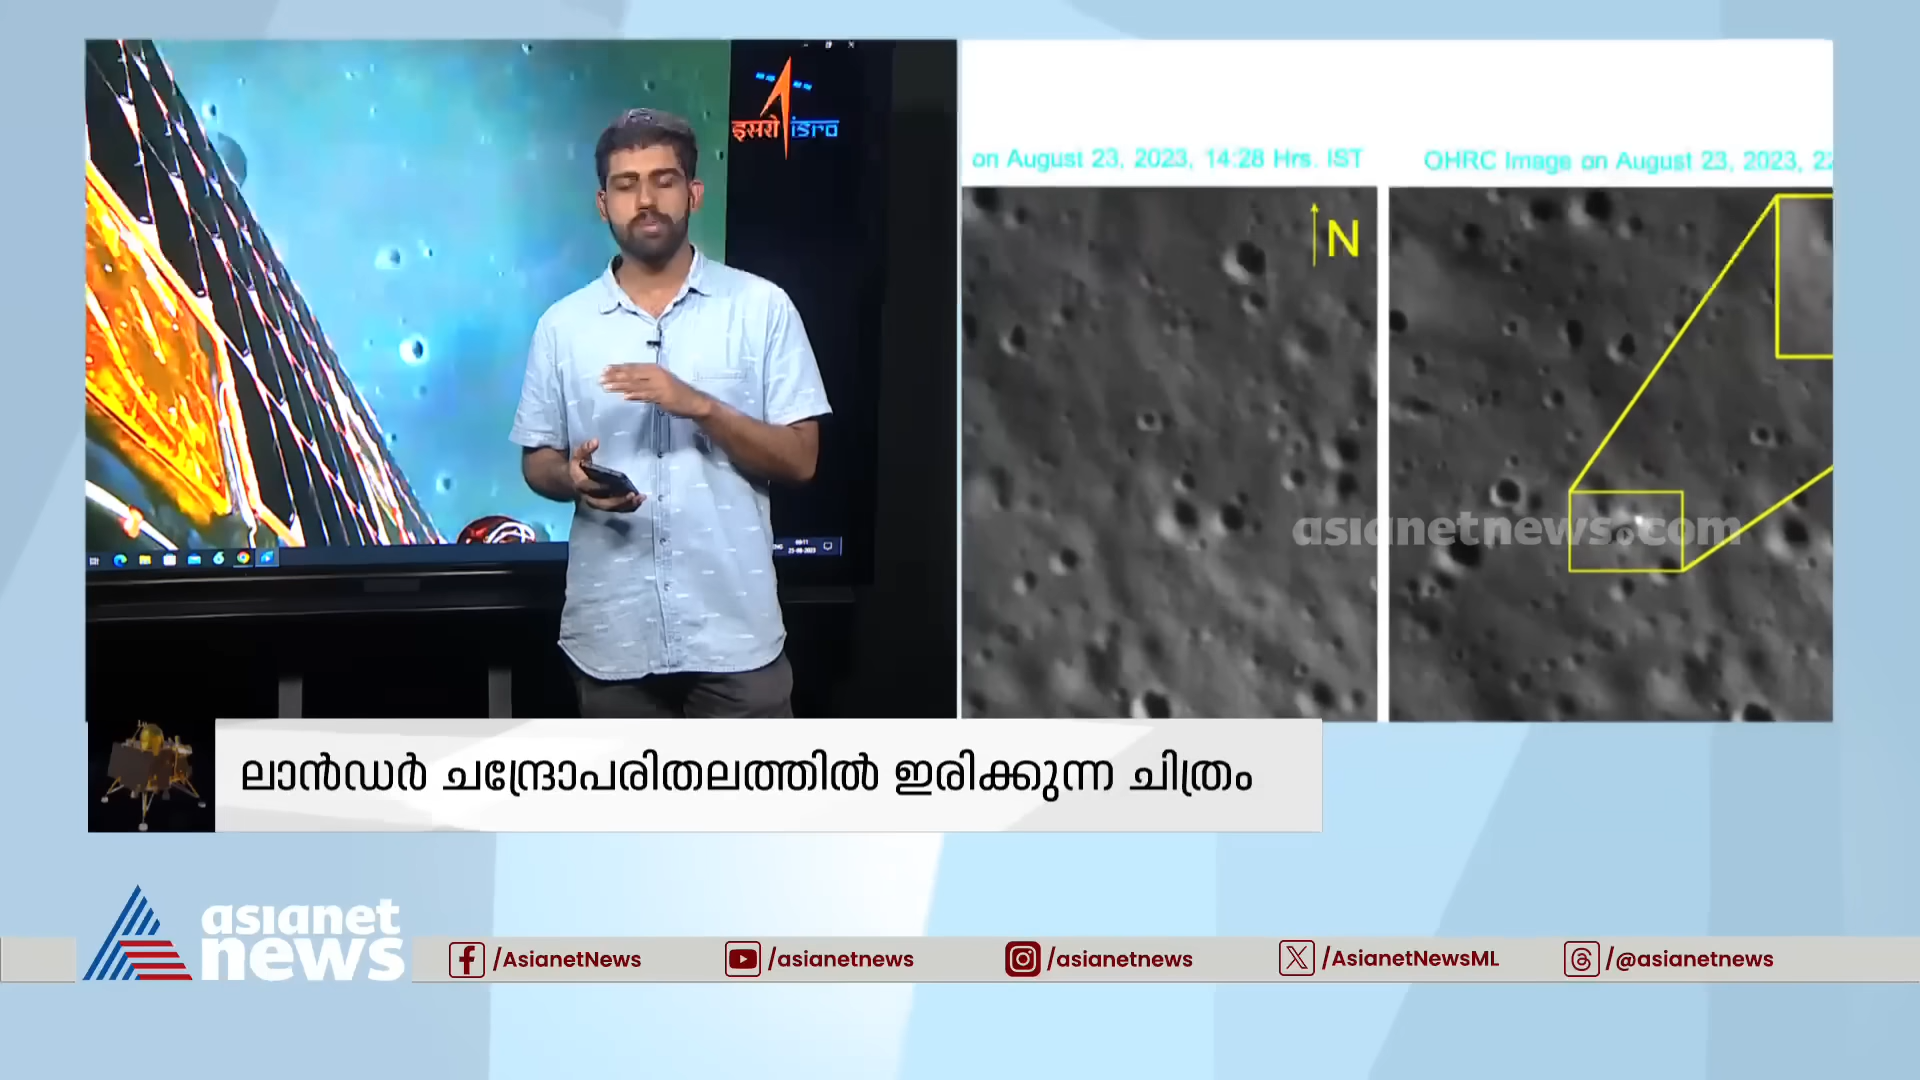 इसरो isro
on August 23, 2023, 14:28 Hrs. IST
OHRC Image on August 23, 2023, 22
N
asianetnews.com
ലാൻഡർ ചന്ദ്രോപരിതലത്തിൽ ഇരിക്കുന്ന ചിത്രം
asianet
news
/AsianetNews
/asianetnews
/asianetnews
/AsianetNewsML
/@asianetnews